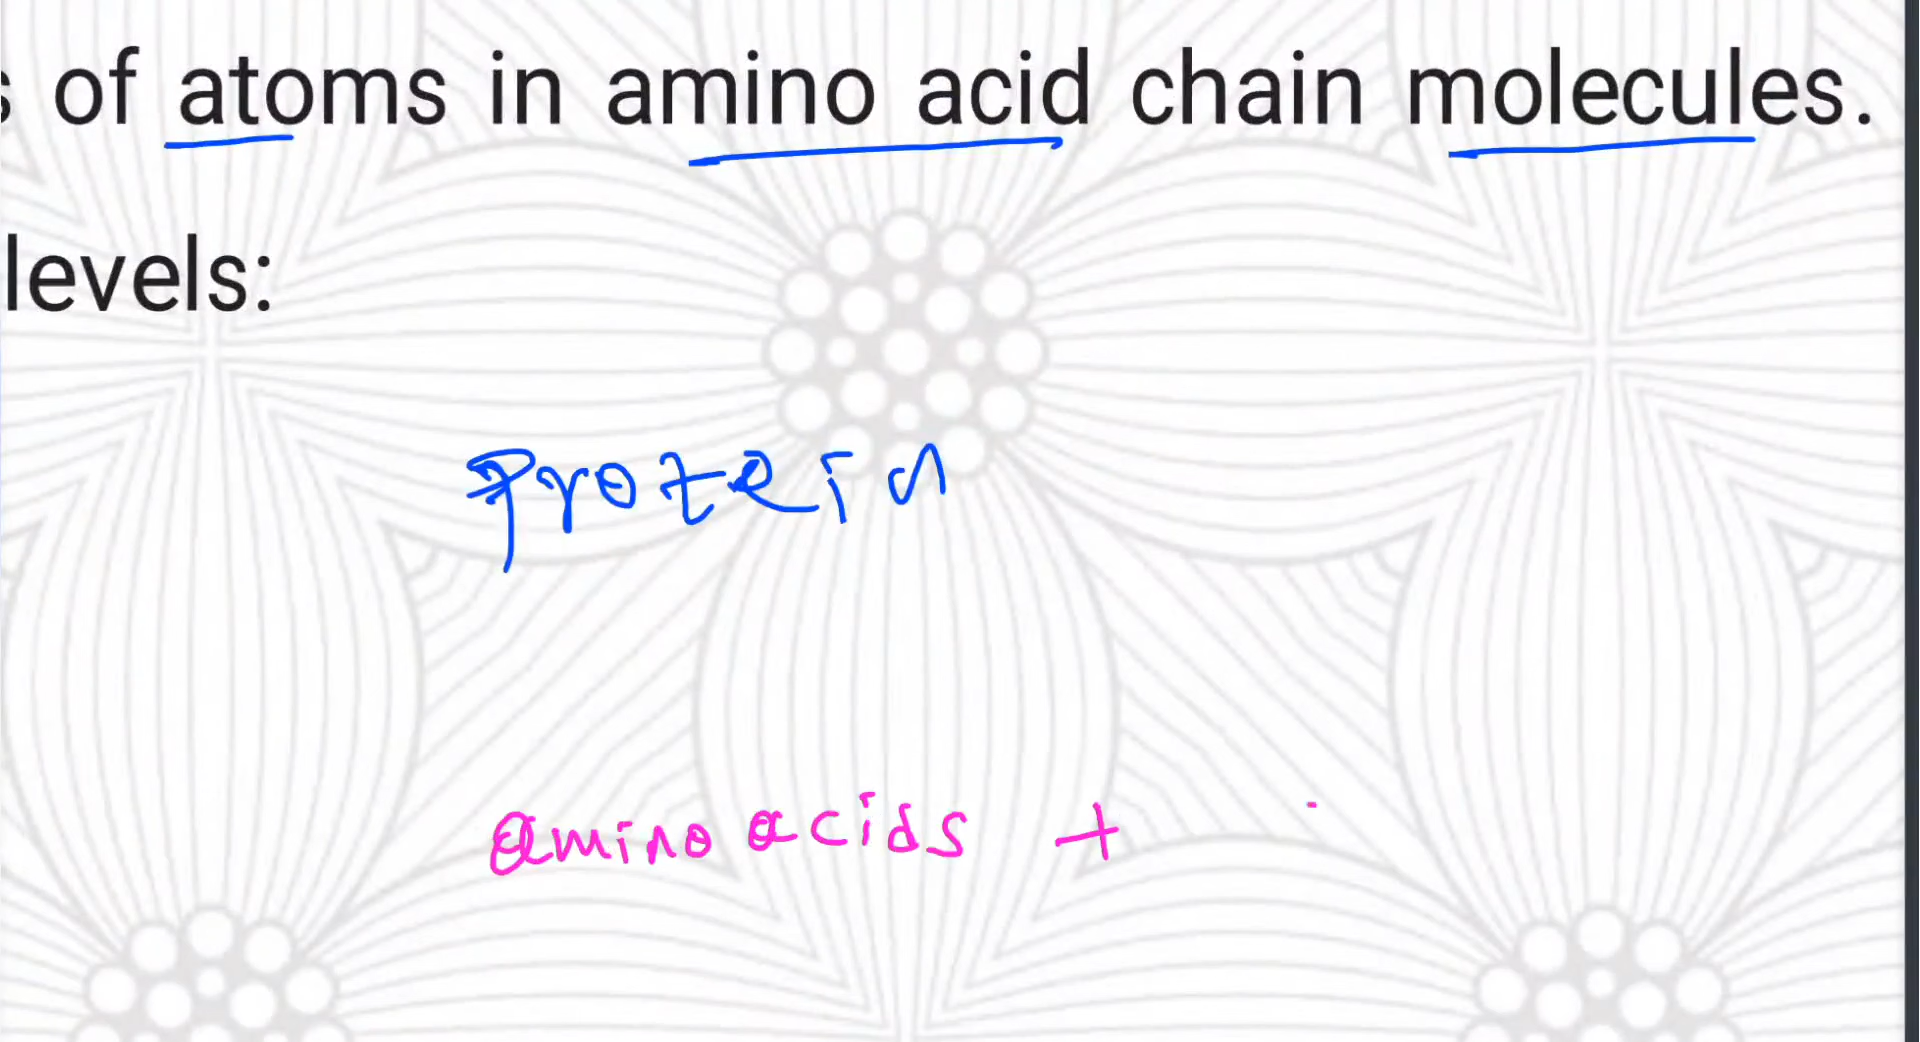 of atoms in amino acid chain molecules.
levels:
Protein
amino acids +